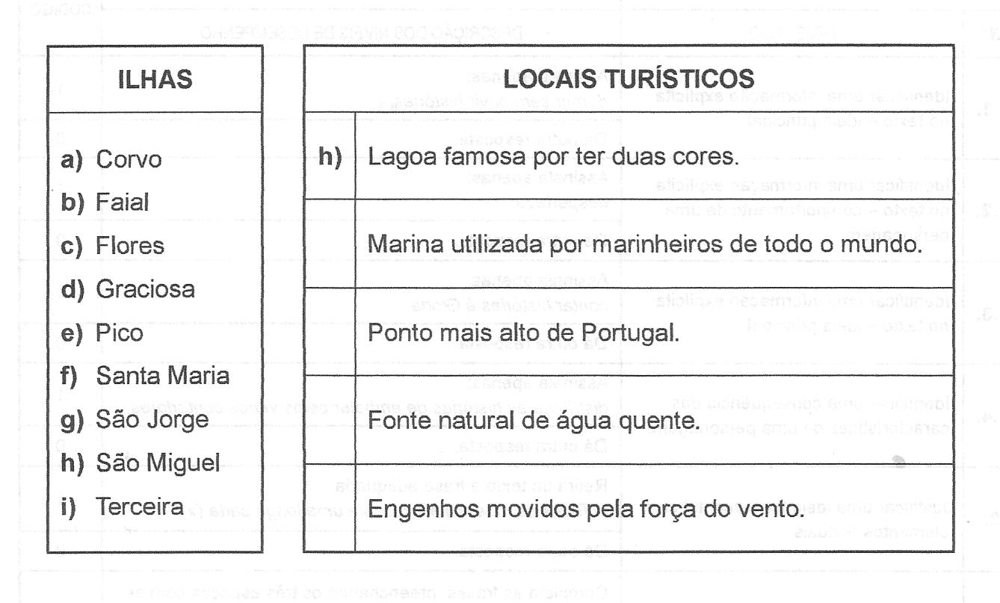 ILHAS
a) Corvo
b) Faial
c) Flores
d) Graciosa
e) Pico
f) Santa Maria
g) São Jorge
h) São Miguel
i) Terceira
LOCAIS TURÍSTICOS
h) Lagoa famosa por ter duas cores.
Marina utilizada por marinheiros de todo o mundo.
Ponto mais alto de Portugal.
Fonte natural de água quente.
Engenhos movidos pela força do vento.